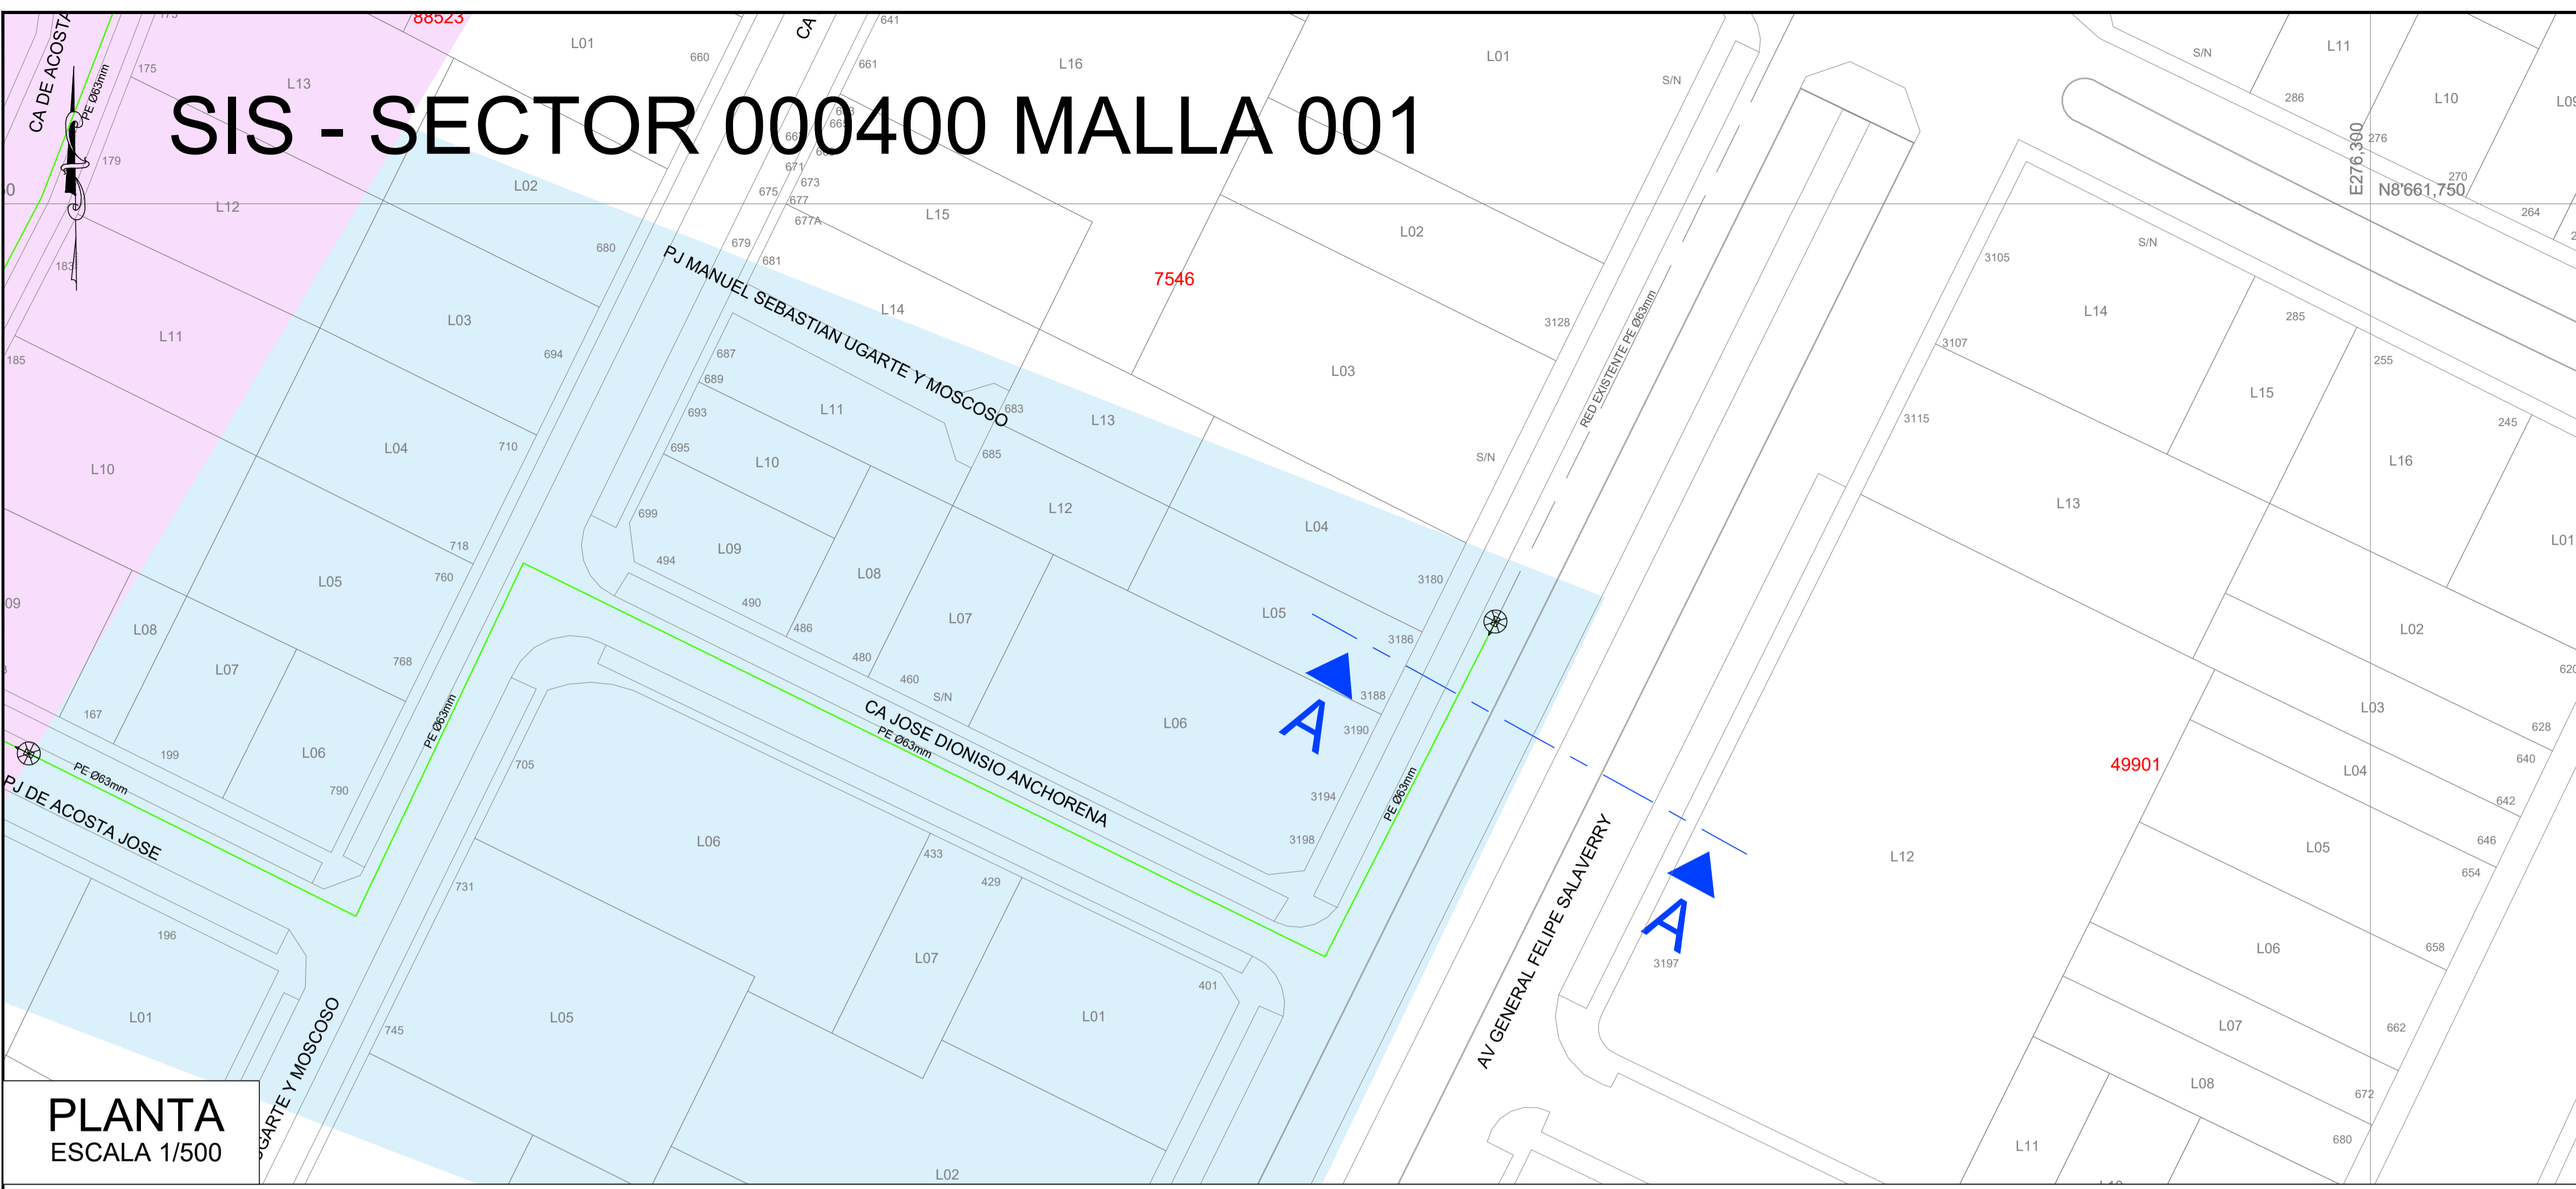 SIS - SECTOR 000400 MALLA 001
88523
CA DE ACOSTA
PE Ø63mm
175
L13
179
L12
183
L11
185
L10
L01
660
L02
680
L03
694
L04
710
L05
718
760
768
L08
L07
L06
167
199
790
PE Ø63mm
PJ DE ACOSTA JOSE
196
L01
PE Ø63mm
641
661
L16
671
673
675
677
677A
L15
679
681
L14
PJ MANUEL SEBASTIAN UGARTE Y MOSCOSO
7546
L01
S/N
L02
3128
L03
S/N
RED EXISTENTE PE Ø63mm
687
689
693
695
699
L11
L10
L09
494
490
486
480
460
S/N
L08
L07
683
685
L13
L12
L04
L05
L06
3180
3186
3188
3190
3194
3198
A
A
CA JOSE DIONISIO ANCHORENA
PE Ø63mm
PE Ø63mm
AV GENERAL FELIPE SALAVERRY
705
731
745
L06
L05
433
429
L07
401
L01
L02
UGARTE Y MOSCOSO
S/N
L11
286
L10
276
E276,300
N8'661,750
270
264
3105
S/N
L14
3107
285
255
L15
245
L16
3115
L13
L01
L02
L03
628
640
L04
642
49901
646
L05
654
L12
658
L06
3197
L07
662
L08
672
680
L11
PLANTA
ESCALA 1/500